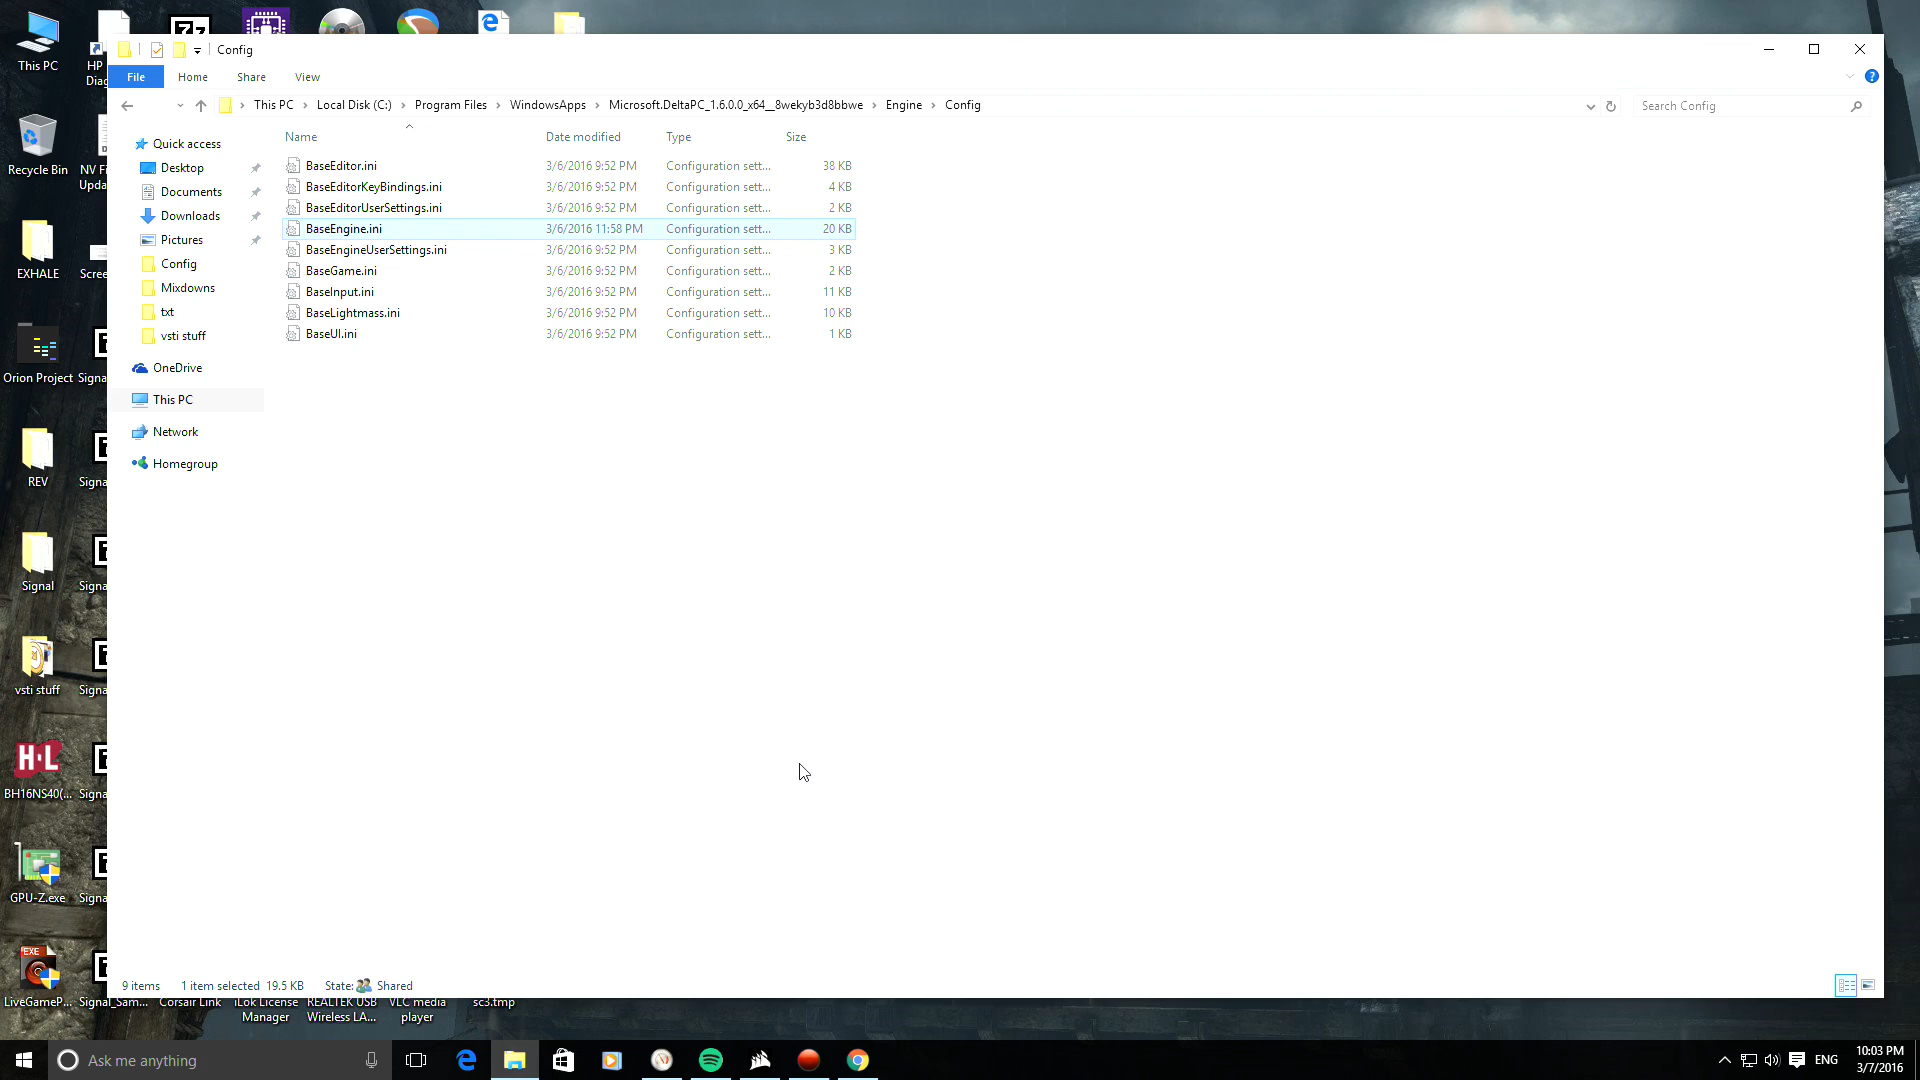 This PC
HP
Diag
Recycle Bin
NV Fi
Upda
EXHALE
Scree
Orion Project
Signa
REV
Signa
Signal
Signa
vsti stuff
Signa
H·L
BH16NS40(...
Signa
GPU-Z.exe
Signa
EXE
LiveGameP...
Signal_Sam...
Corsair Link
iLok License
Manager
REALTEK USB
Wireless LA...
VLC media
player
sc3.tmp
Config
File
Home
Share
View
This PC
Local Disk (C:)
Program Files
WindowsApps
Microsoft.DeltaPC_1.6.0.0_x64__8wekyb3d8bbwe
Engine
Config
Search Config
Quick access
Desktop
Documents
Downloads
Pictures
Config
Mixdowns
txt
vsti stuff
OneDrive
This PC
Network
Homegroup
Name Date modified Type Size
BaseEditor.ini 3/6/2016 9:52 PM Configuration sett... 38 KB
BaseEditorKeyBindings.ini 3/6/2016 9:52 PM Configuration sett... 4 KB
BaseEditorUserSettings.ini 3/6/2016 9:52 PM Configuration sett... 2 KB
BaseEngine.ini 3/6/2016 11:58 PM Configuration sett... 20 KB
BaseEngineUserSettings.ini 3/6/2016 9:52 PM Configuration sett... 3 KB
BaseGame.ini 3/6/2016 9:52 PM Configuration sett... 2 KB
BaseInput.ini 3/6/2016 9:52 PM Configuration sett... 11 KB
BaseLightmass.ini 3/6/2016 9:52 PM Configuration sett... 10 KB
BaseUI.ini 3/6/2016 9:52 PM Configuration sett... 1 KB
9 items 1 item selected 19.5 KB State: Shared
Ask me anything
ENG
10:03 PM
3/7/2016